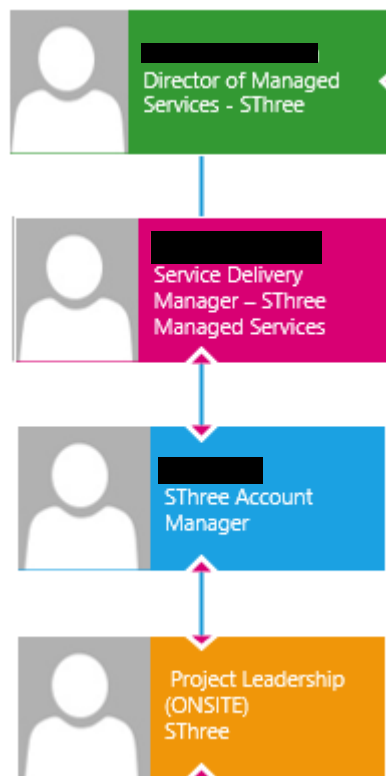 Director of Managed
Services - SThree
Service Delivery
Manager – SThree
Managed Services
SThree Account
Manager
Project Leadership
(ONSITE)
SThree